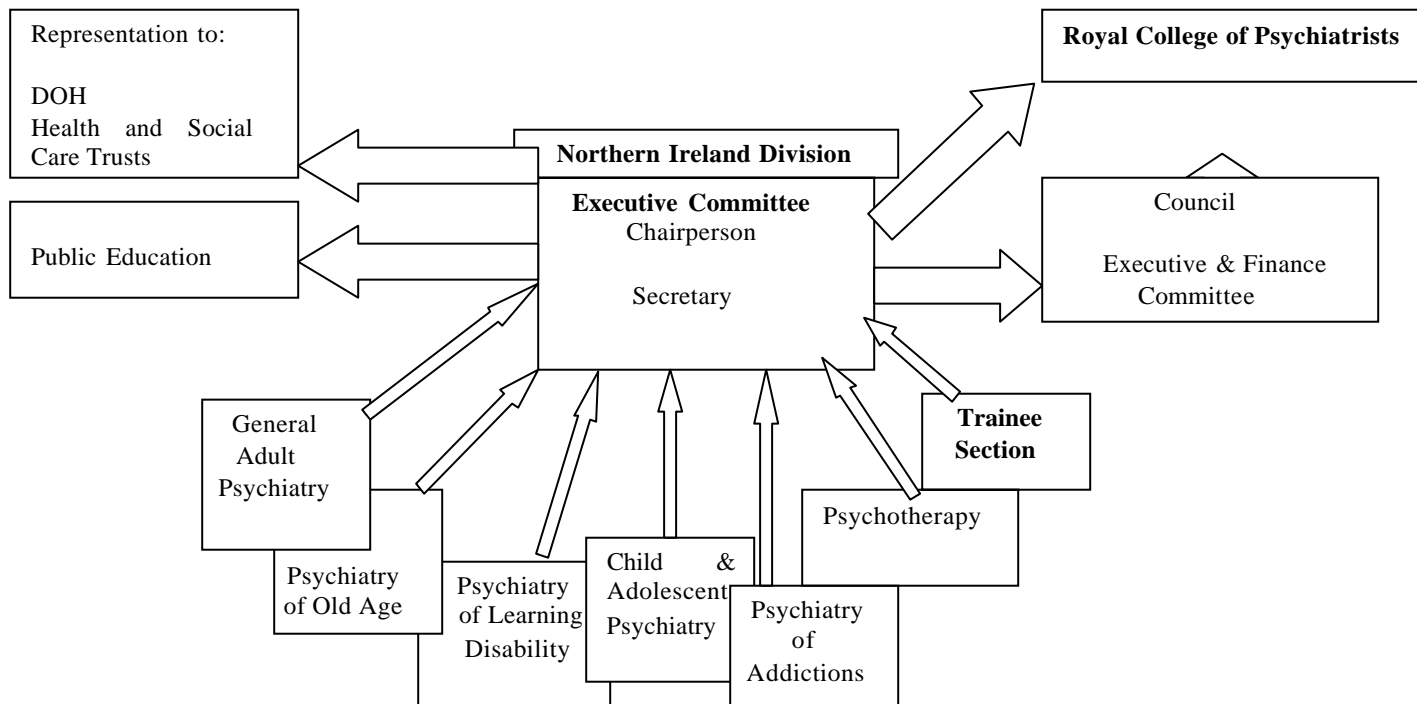 Representation to:
DOH
Health and Social
Care Trusts
Public Education
Northern Ireland Division
Executive Committee
Chairperson
Secretary
Royal College of Psychiatrists
Council
Executive & Finance
Committee
General
Adult
Psychiatry
Psychiatry
of Old Age
Psychiatry
of Learning
Disability
Child &
Adolescent
Psychiatry
Psychiatry
of
Addictions
Psychotherapy
Trainee
Section